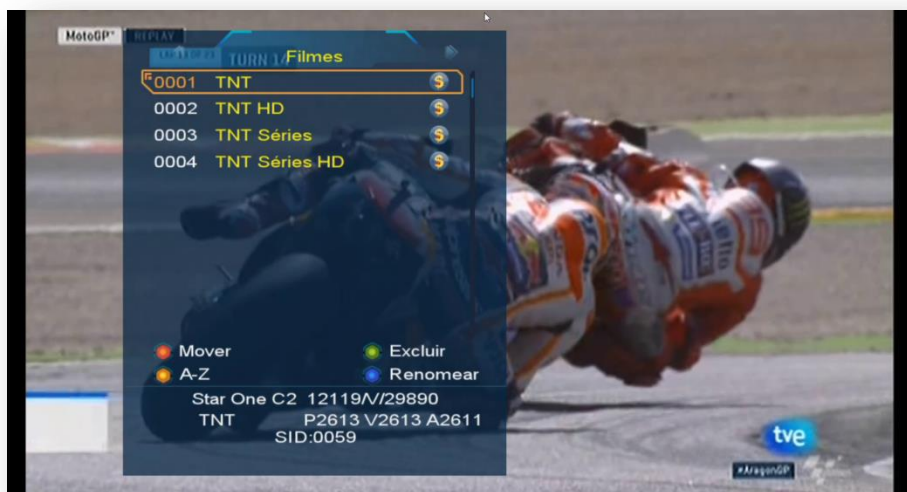 MotoGP™ REPLAY
TURN 1/
Filmes
0001 TNT $
0002 TNT HD $
0003 TNT Séries $
0004 TNT Séries HD $
Mover
Excluir
A-Z
Renomear
Star One C2 12119/V/29890
TNT P2613 V2613 A2611
SID:0059
tve
#AragonGP